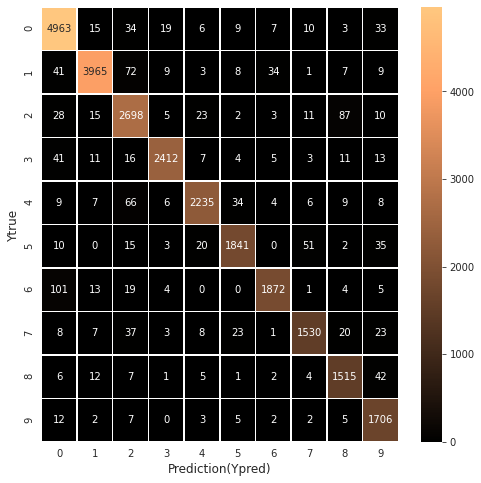 0 4963 15 34 19 6 9 7 10 3 33
1 41 3965 72 9 3 8 34 1 7 9
2 28 15 2698 5 23 2 3 11 87 10
3 41 11 16 2412 7 4 5 3 11 13
4 9 7 66 6 2235 34 4 6 9 8
5 10 0 15 3 20 1841 0 51 2 35
6 101 13 19 4 0 0 1872 1 4 5
7 8 7 37 3 8 23 1 1530 20 23
8 6 12 7 1 5 1 2 4 1515 42
9 12 2 7 0 3 5 2 2 5 1706
0 1 2 3 4 5 6 7 8 9
Prediction(Ypred)
Ytrue
4000
3000
2000
1000
0